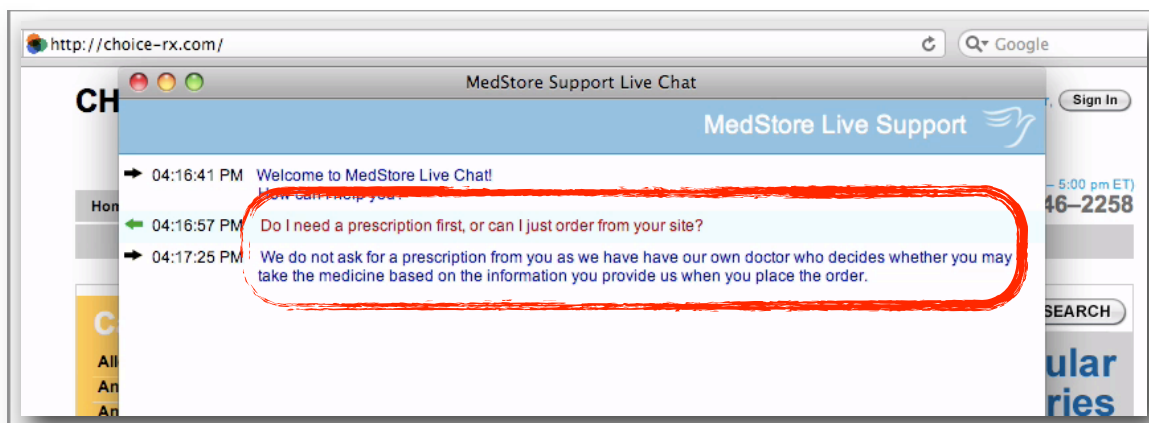 http://choice-rx.com/
Google
MedStore Support Live Chat
CH
r, Sign In
MedStore Live Support
04:16:41 PM Welcome to MedStore Live Chat!
How can I help you?
– 5:00 pm ET)
Hom
46–2258
04:16:57 PM Do I need a prescription first, or can I just order from your site?
04:17:25 PM We do not ask for a prescription from you as we have have our own doctor who decides whether you may
take the medicine based on the information you provide us when you place the order.
SEARCH
C
All
ular
An
ries
An